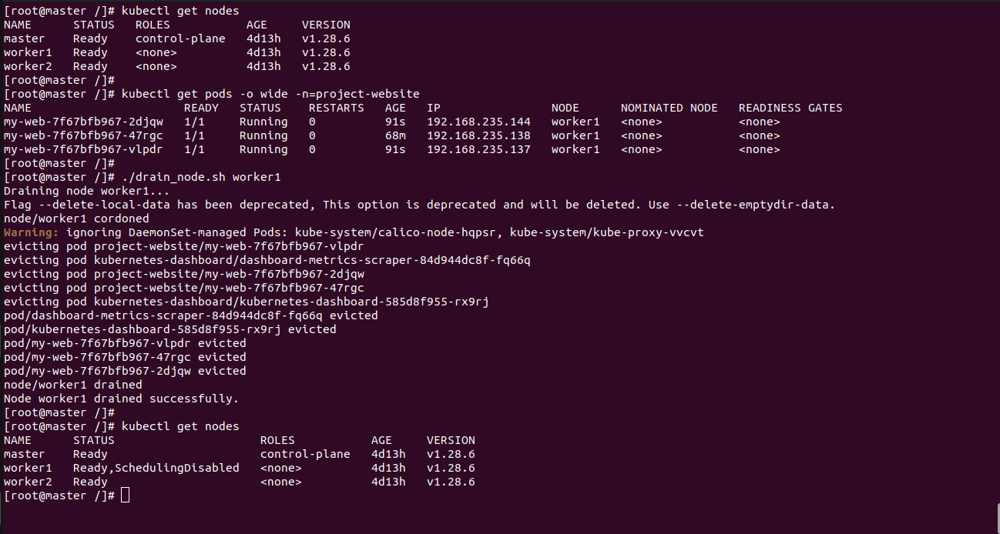 [root@master /]# kubectl get nodes
NAME      STATUS   ROLES           AGE     VERSION
master    Ready    control-plane   4d13h   v1.28.6
worker1   Ready    <none>          4d13h   v1.28.6
worker2   Ready    <none>          4d13h   v1.28.6
[root@master /]#
[root@master /]# kubectl get pods -o wide -n=project-website
NAME                      READY   STATUS    RESTARTS   AGE   IP                NODE      NOMINATED NODE   READINESS GATES
my-web-7f67bfb967-2djqw   1/1     Running   0          91s   192.168.235.144   worker1   <none>           <none>
my-web-7f67bfb967-47rgc   1/1     Running   0          68m   192.168.235.138   worker1   <none>           <none>
my-web-7f67bfb967-vlpdr   1/1     Running   0          91s   192.168.235.137   worker1   <none>           <none>
[root@master /]#
[root@master /]# ./drain_node.sh worker1
Draining node worker1...
Flag --delete-local-data has been deprecated, This option is deprecated and will be deleted. Use --delete-emptydir-data.
node/worker1 cordoned
Warning: ignoring DaemonSet-managed Pods: kube-system/calico-node-hqpsr, kube-system/kube-proxy-vvcvt
evicting pod project-website/my-web-7f67bfb967-vlpdr
evicting pod kubernetes-dashboard/dashboard-metrics-scraper-84d944dc8f-fq66q
evicting pod project-website/my-web-7f67bfb967-2djqw
evicting pod project-website/my-web-7f67bfb967-47rgc
evicting pod kubernetes-dashboard/kubernetes-dashboard-585d8f955-rx9rj
pod/dashboard-metrics-scraper-84d944dc8f-fq66q evicted
pod/kubernetes-dashboard-585d8f955-rx9rj evicted
pod/my-web-7f67bfb967-vlpdr evicted
pod/my-web-7f67bfb967-47rgc evicted
pod/my-web-7f67bfb967-2djqw evicted
node/worker1 drained
Node worker1 drained successfully.
[root@master /]#
[root@master /]# kubectl get nodes
NAME      STATUS                     ROLES           AGE     VERSION
master    Ready                      control-plane   4d13h   v1.28.6
worker1   Ready,SchedulingDisabled   <none>          4d13h   v1.28.6
worker2   Ready                      <none>          4d13h   v1.28.6
[root@master /]#